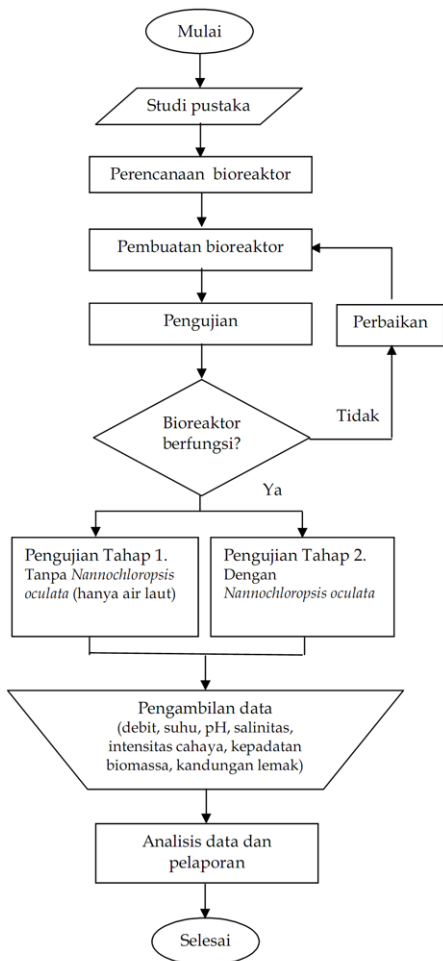 Mulai
Studi pustaka
Perencanaan bioreaktor
Pembuatan bioreaktor
Pengujian
Perbaikan
Bioreaktor
berfungsi?
Tidak
Ya
Pengujian Tahap 1.
Tanpa Nannochloropsis
oculata (hanya air laut)
Pengujian Tahap 2.
Dengan
Nannochloropsis oculata
Pengambilan data
(debit, suhu, pH, salinitas,
intensitas cahaya, kepadatan
biomassa, kandungan lemak)
Analisis data dan
pelaporan
Selesai